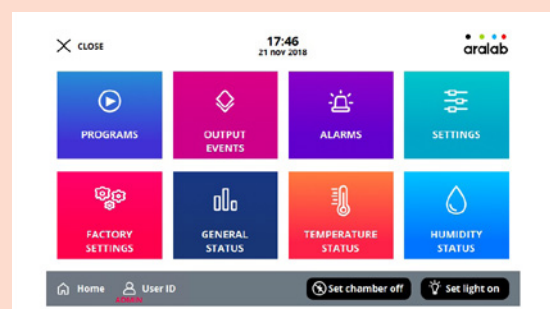 CLOSE
17:46
21 nov 2018
aralab
PROGRAMS
OUTPUT
EVENTS
ALARMS
SETTINGS
FACTORY
SETTINGS
GENERAL
STATUS
TEMPERATURE
STATUS
HUMIDITY
STATUS
Home
User ID
ADMIN
Set chamber off
Set light on